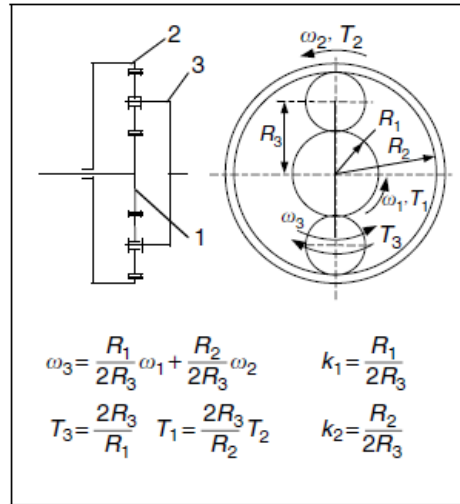 2
3
1
ω₂, T₂
R₁
R₃
R₂
ω₁, T₁
ω₃
T₃
ω₃ = R₁/2R₃ ω₁ + R₂/2R₃ ω₂ k₁ = R₁/2R₃
T₃ = 2R₃/R₁ T₁ = 2R₃/R₂ T₂ k₂ = R₂/2R₃